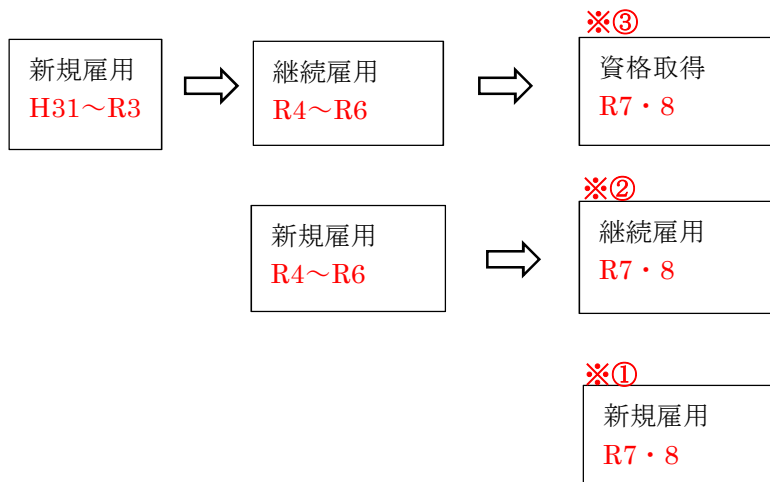 ※③
新規雇用
H31～R3
継続雇用
R4～R6
資格取得
R7・8
※②
新規雇用
R4～R6
継続雇用
R7・8
※①
新規雇用
R7・8